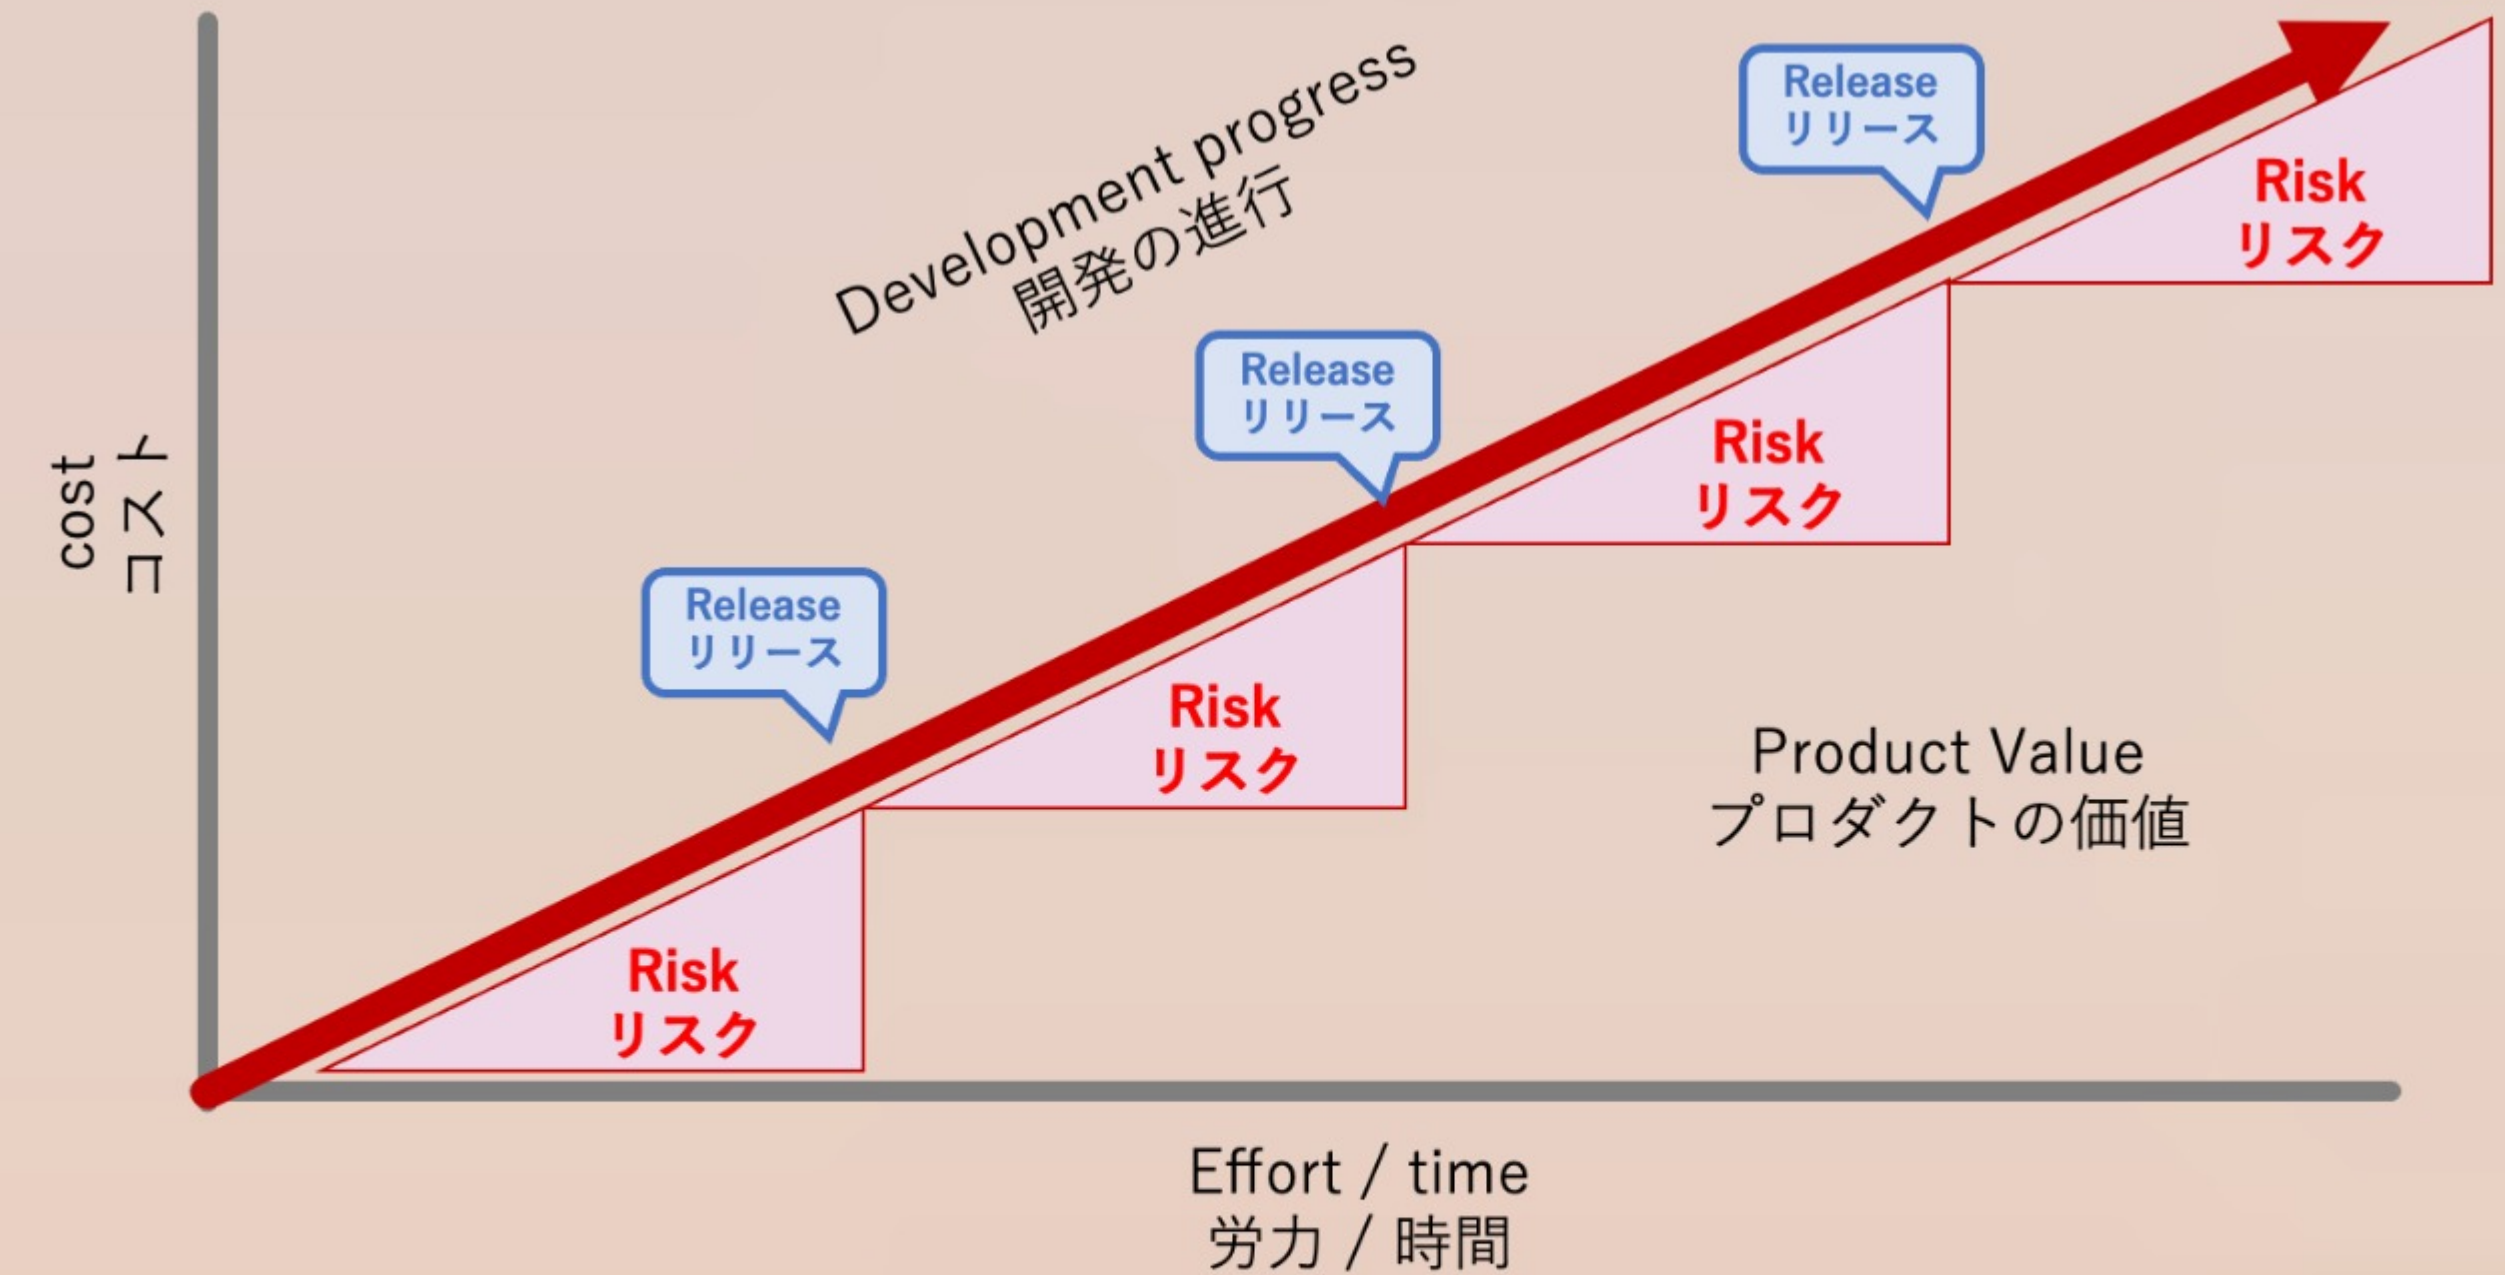 Development progress
開発の進行
Release
リリース
Release
リリース
Release
リリース
cost
コスト
Risk
リスク
Risk
リスク
Risk
リスク
Risk
リスク
Product Value
プロダクトの価値
Effort / time
労力 / 時間